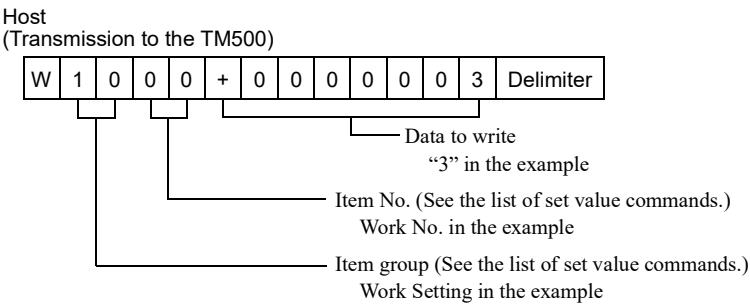 Host
(Transmission to the TM500)
W 1 0 0 0 + 0 0 0 0 0 0 3 Delimiter
Data to write
“3” in the example
Item No. (See the list of set value commands.)
Work No. in the example
Item group (See the list of set value commands.)
Work Setting in the example